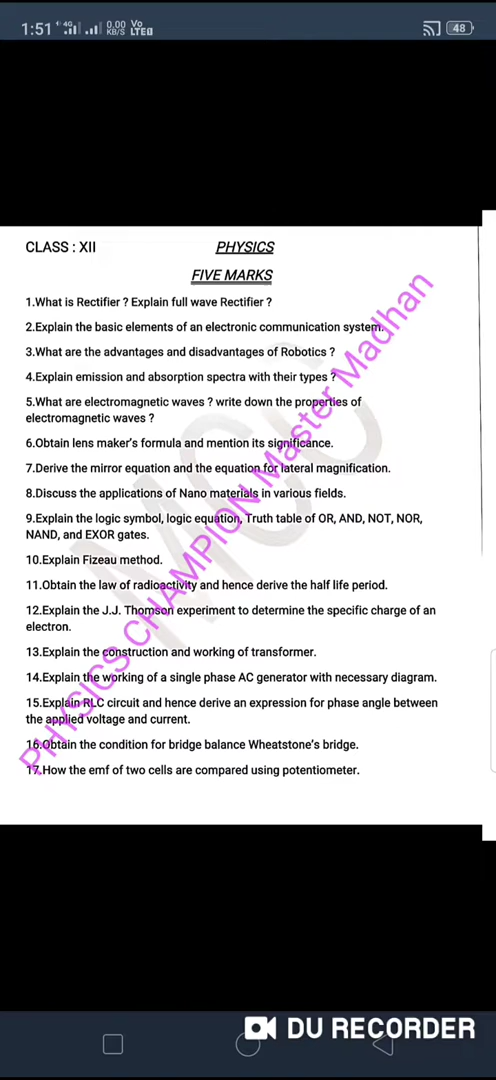 1:51 4G 0.00 KB/S Vo LTE 48
CLASS : XII PHYSICS
FIVE MARKS
1.What is Rectifier ? Explain full wave Rectifier ?
2.Explain the basic elements of an electronic communication system.
3.What are the advantages and disadvantages of Robotics ?
4.Explain emission and absorption spectra with their types ?
5.What are electromagnetic waves ? write down the properties of
electromagnetic waves ?
6.Obtain lens maker's formula and mention its significance.
7.Derive the mirror equation and the equation for lateral magnification.
8.Discuss the applications of Nano materials in various fields.
9.Explain the logic symbol, logic equation, Truth table of OR, AND, NOT, NOR,
NAND, and EXOR gates.
10.Explain Fizeau method.
11.Obtain the law of radioactivity and hence derive the half life period.
12.Explain the J.J. Thomson experiment to determine the specific charge of an
electron.
13.Explain the construction and working of transformer.
14.Explain the working of a single phase AC generator with necessary diagram.
15.Explain RLC circuit and hence derive an expression for phase angle between
the applied voltage and current.
16.Obtain the condition for bridge balance Wheatstone's bridge.
17.How the emf of two cells are compared using potentiometer.
PHYSICS CHAMPION Master Madhan
DU RECORDER